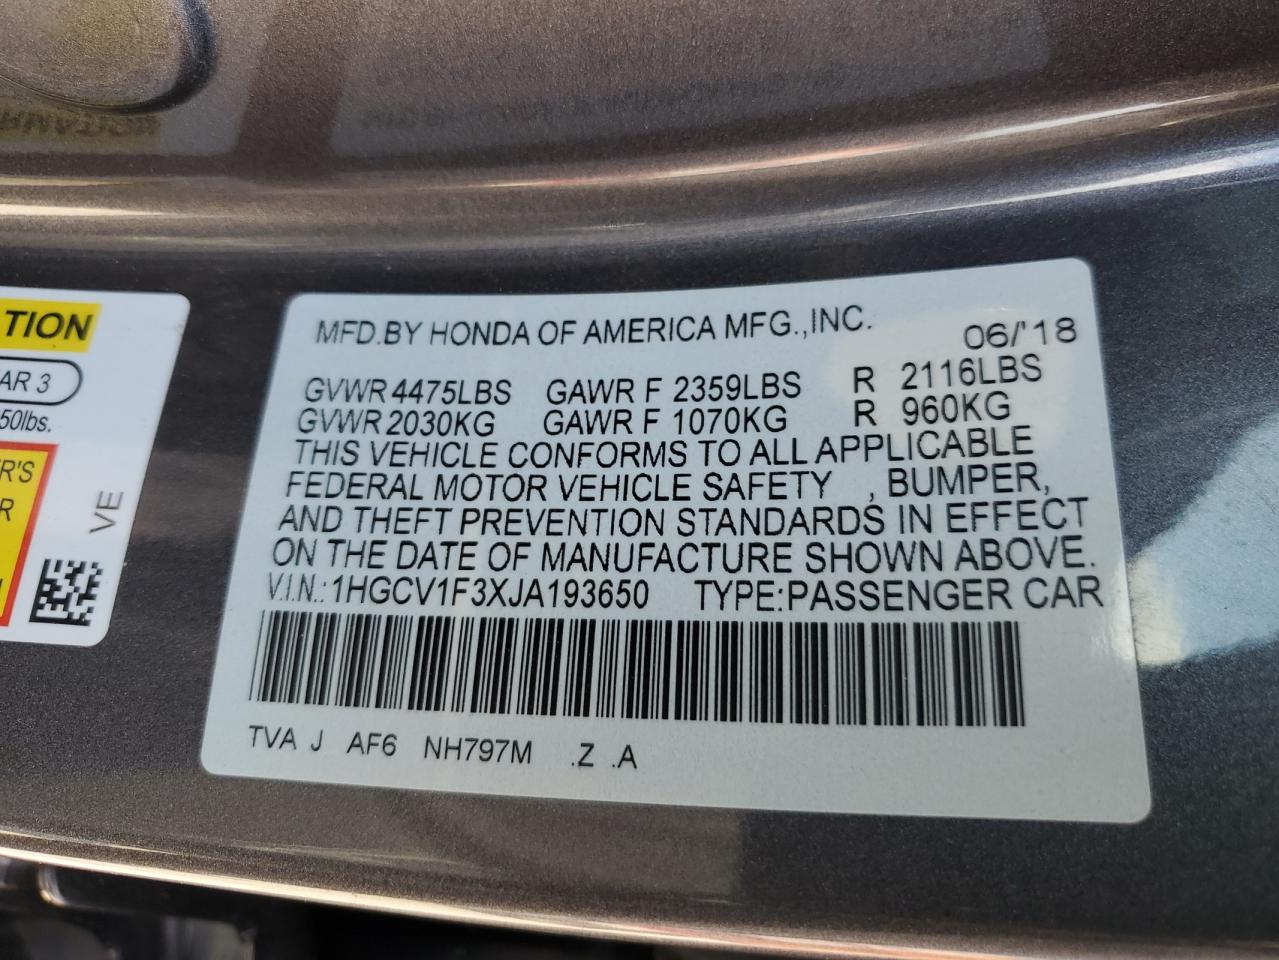 MFD.BY HONDA OF AMERICA MFG.,INC. 06/'18
GVWR 4475LBS GAWR F 2359LBS R 2116LBS
GVWR 2030KG GAWR F 1070KG R 960KG
THIS VEHICLE CONFORMS TO ALL APPLICABLE
FEDERAL MOTOR VEHICLE SAFETY , BUMPER,
AND THEFT PREVENTION STANDARDS IN EFFECT
ON THE DATE OF MANUFACTURE SHOWN ABOVE.
V.I.N.: 1HGCV1F3XJA193650 TYPE:PASSENGER CAR
TVA J AF6 NH797M .Z .A
TION
AR 3
50lbs.
R'S
R
VE